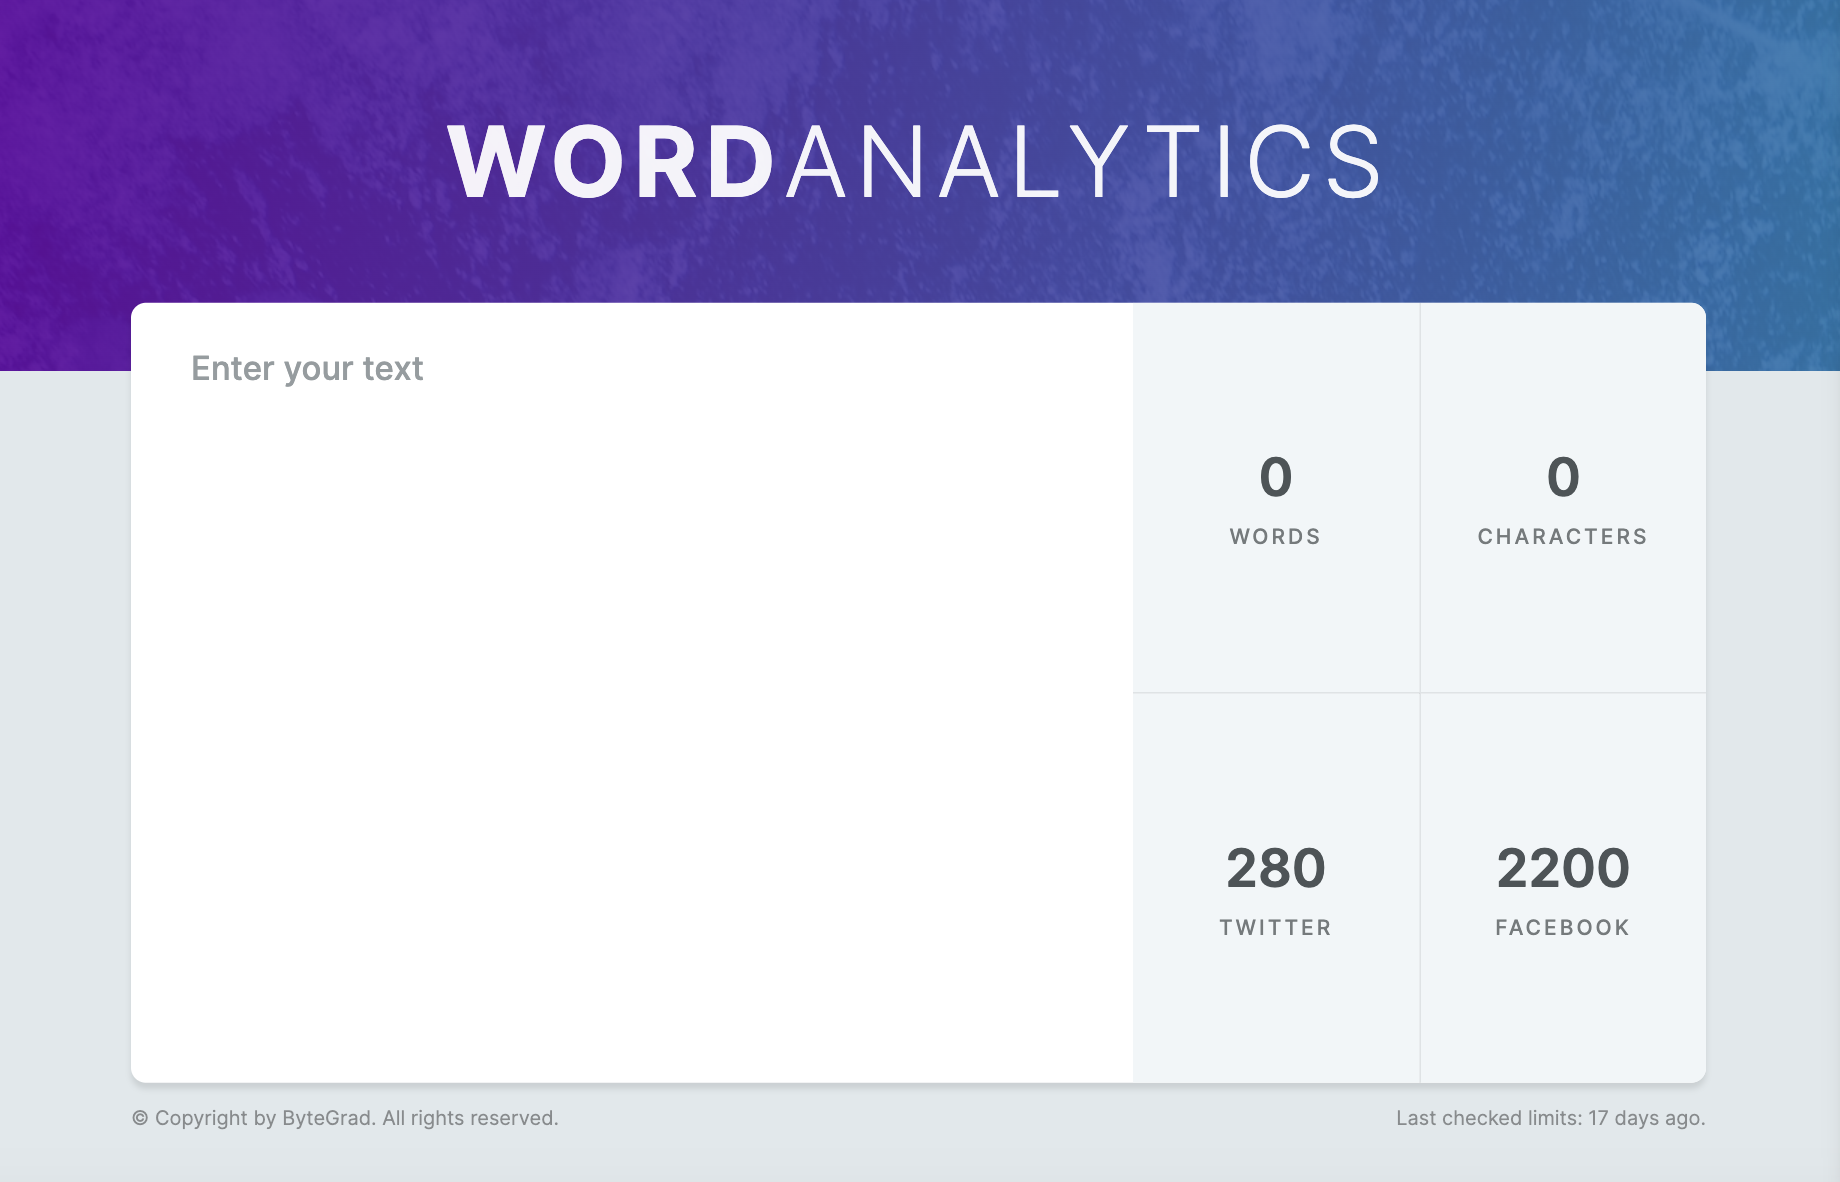 WORDANALYTICS
Enter your text
0
WORDS
0
CHARACTERS
280
TWITTER
2200
FACEBOOK
© Copyright by ByteGrad. All rights reserved.
Last checked limits: 17 days ago.